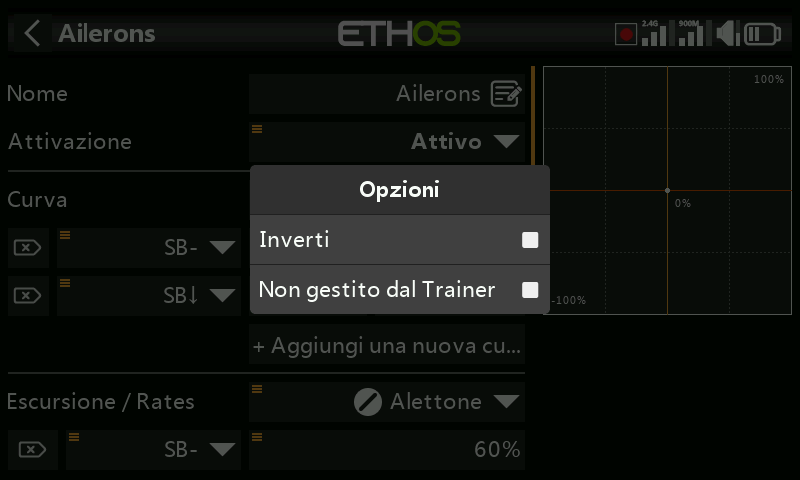 Ailerons
ETHOS
2.4G
900M
Nome
Ailerons
Attivazione
Attivo
Curva
SB-
SB↓
+ Aggiungi una nuova cu...
Escursione / Rates
Alettone
SB-
60%
Opzioni
Inverti
Non gestito dal Trainer
100%
0%
-100%